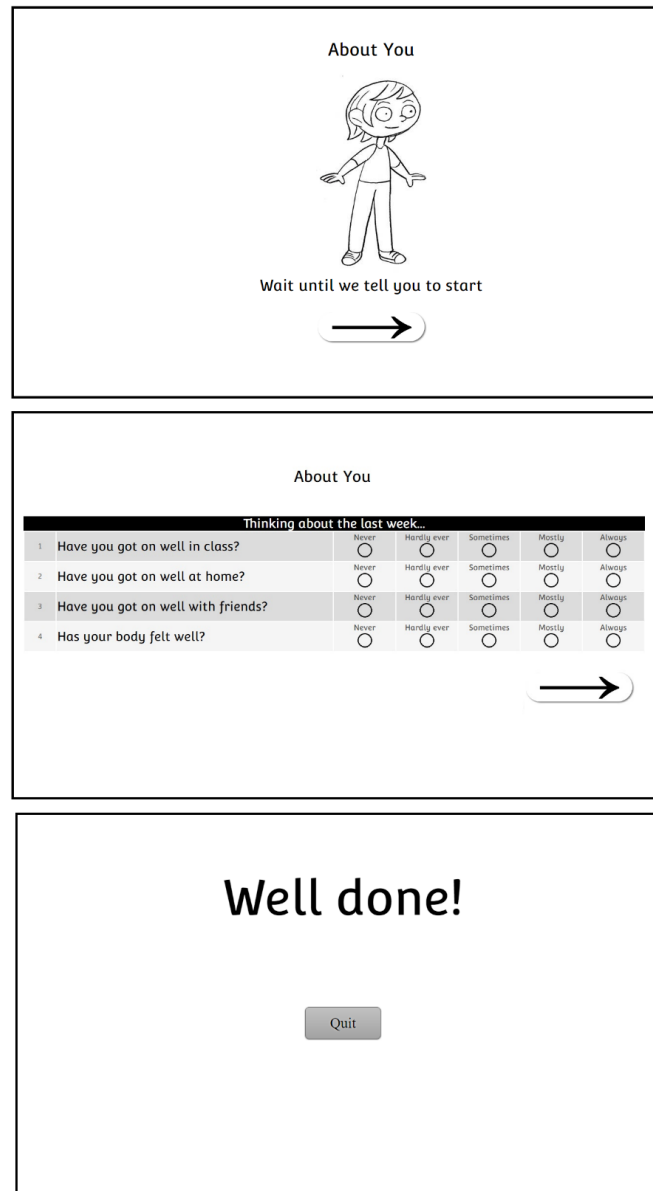 About You
Wait until we tell you to start
About You
Thinking about the last week...
1 Have you got on well in class? Never Hardly ever Sometimes Mostly Always
2 Have you got on well at home? Never Hardly ever Sometimes Mostly Always
3 Have you got on well with friends? Never Hardly ever Sometimes Mostly Always
4 Has your body felt well? Never Hardly ever Sometimes Mostly Always
Well done!
Quit